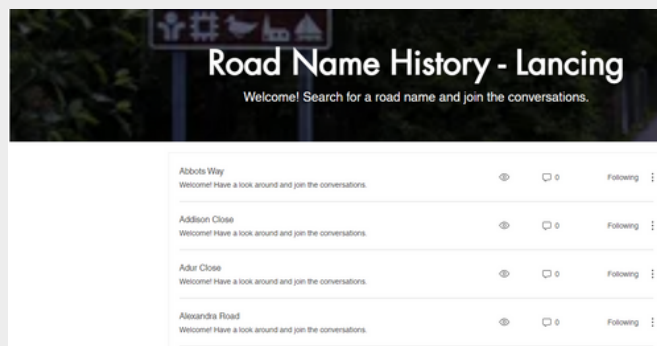 Road Name History - Lancing
Welcome! Search for a road name and join the conversations.
Abbots Way
Welcome! Have a look around and join the conversations.
0 Following
Addison Close
Welcome! Have a look around and join the conversations.
0 Following
Adur Close
Welcome! Have a look around and join the conversations.
0 Following
Alexandra Road
Welcome! Have a look around and join the conversations.
0 Following